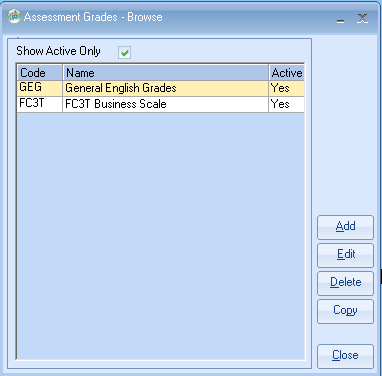 Assessment Grades - Browse
Show Active Only
Code Name Active
GEG General English Grades Yes
FC3T FC3T Business Scale Yes
Add
Edit
Delete
Copy
Close